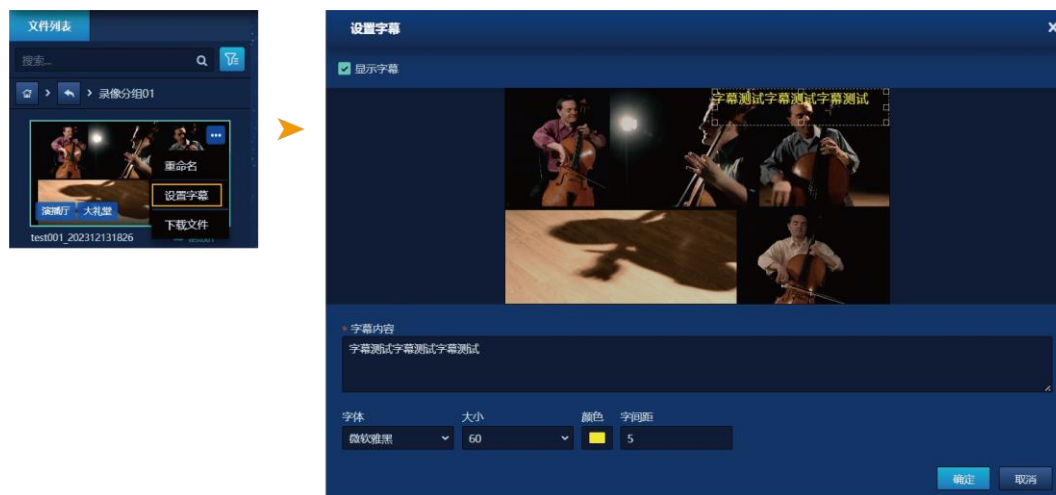 文件列表
搜索...
录像分组01
重命名
设置字幕
下载文件
演播厅
大礼堂
test001_202312131826
设置字幕
显示字幕
字幕测试字幕测试字幕测试
* 字幕内容
字幕测试字幕测试字幕测试
字体 大小 颜色 字间距
微软雅黑 60 5
确定 取消